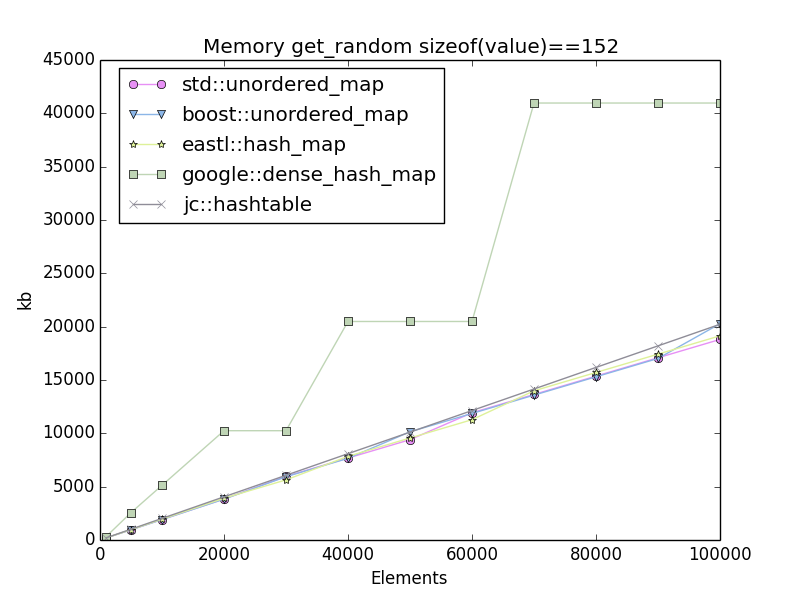 Memory get_random sizeof(value)==152
45000
40000
35000
30000
25000
20000
15000
10000
5000
0
kb
std::unordered_map
boost::unordered_map
eastl::hash_map
google::dense_hash_map
jc::hashtable
0 20000 40000 60000 80000 100000
Elements